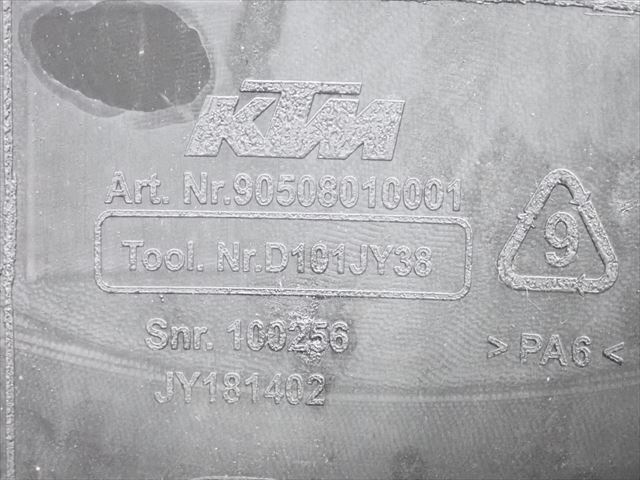 KTM
Art. Nr.90508010001
Tool. Nr.D101JY38
9
Snr. 100256
> PA6 <
JY181402